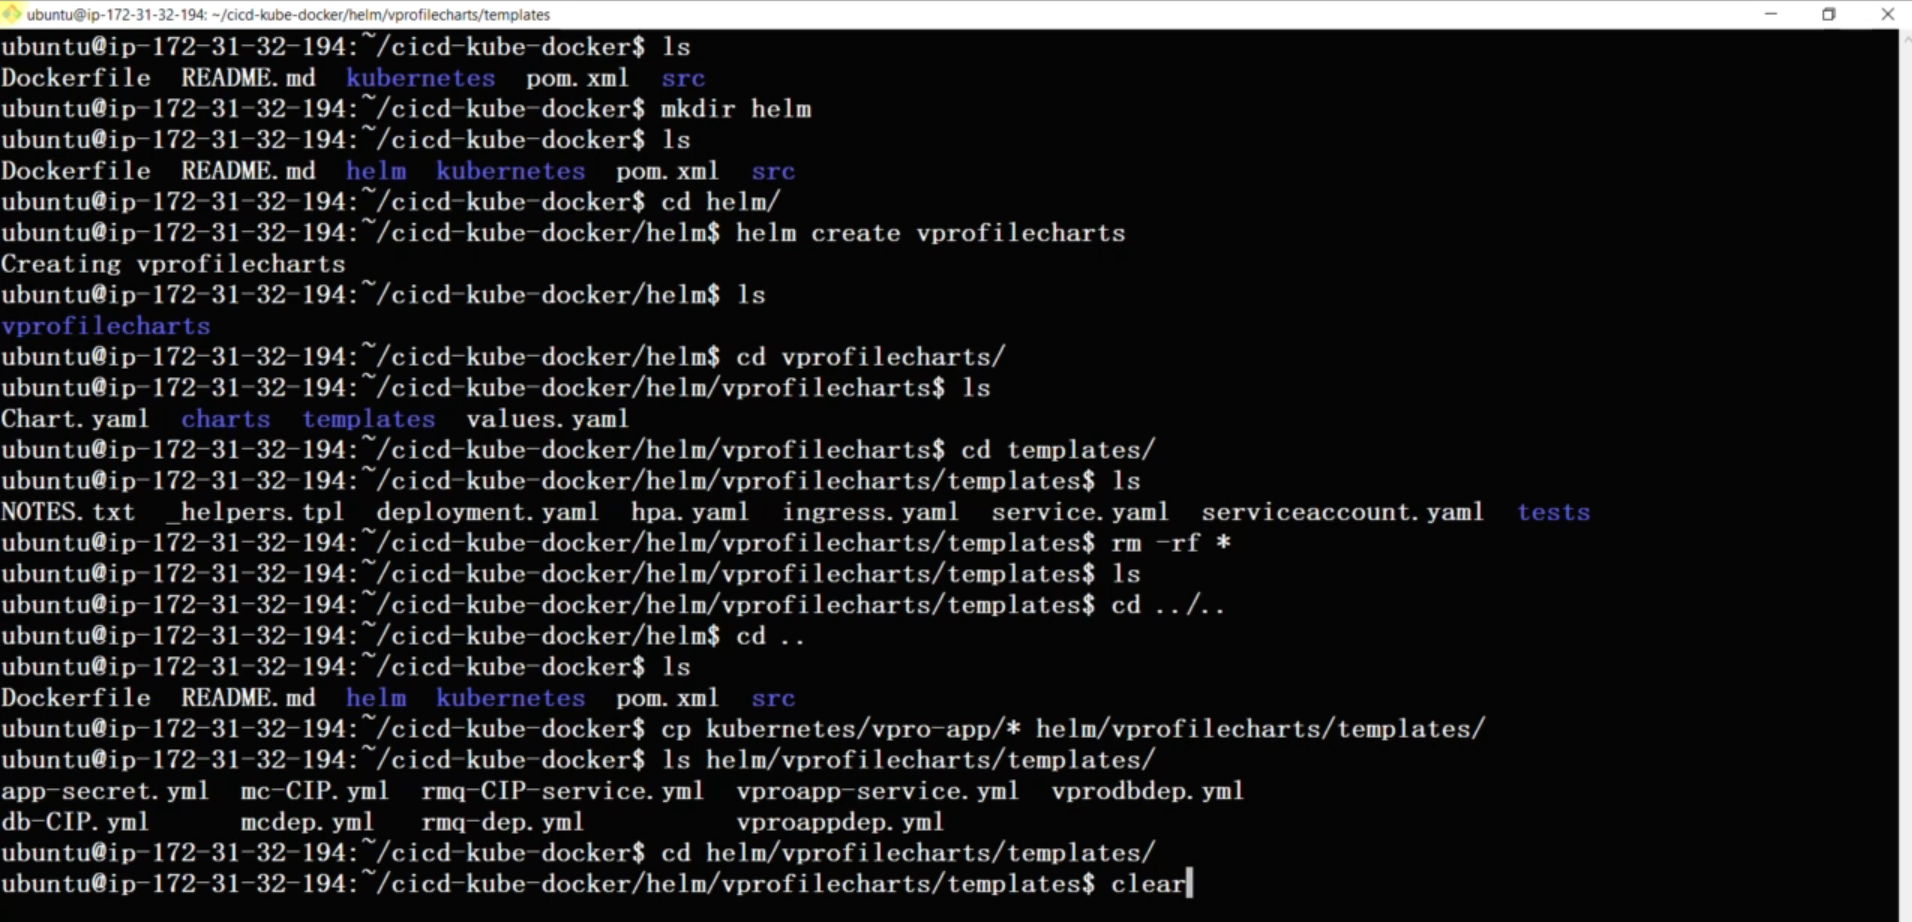 ubuntu@ip-172-31-32-194: ~/cicd-kube-docker/helm/vprofilecharts/templates
ubuntu@ip-172-31-32-194:~/cicd-kube-docker$ ls
Dockerfile  README.md  kubernetes  pom.xml  src
ubuntu@ip-172-31-32-194:~/cicd-kube-docker$ mkdir helm
ubuntu@ip-172-31-32-194:~/cicd-kube-docker$ ls
Dockerfile  README.md  helm  kubernetes  pom.xml  src
ubuntu@ip-172-31-32-194:~/cicd-kube-docker$ cd helm/
ubuntu@ip-172-31-32-194:~/cicd-kube-docker/helm$ helm create vprofilecharts
Creating vprofilecharts
ubuntu@ip-172-31-32-194:~/cicd-kube-docker/helm$ ls
vprofilecharts
ubuntu@ip-172-31-32-194:~/cicd-kube-docker/helm$ cd vprofilecharts/
ubuntu@ip-172-31-32-194:~/cicd-kube-docker/helm/vprofilecharts$ ls
Chart.yaml  charts  templates  values.yaml
ubuntu@ip-172-31-32-194:~/cicd-kube-docker/helm/vprofilecharts$ cd templates/
ubuntu@ip-172-31-32-194:~/cicd-kube-docker/helm/vprofilecharts/templates$ ls
NOTES.txt  _helpers.tpl  deployment.yaml  hpa.yaml  ingress.yaml  service.yaml  serviceaccount.yaml  tests
ubuntu@ip-172-31-32-194:~/cicd-kube-docker/helm/vprofilecharts/templates$ rm -rf *
ubuntu@ip-172-31-32-194:~/cicd-kube-docker/helm/vprofilecharts/templates$ ls
ubuntu@ip-172-31-32-194:~/cicd-kube-docker/helm/vprofilecharts/templates$ cd ../..
ubuntu@ip-172-31-32-194:~/cicd-kube-docker/helm$ cd ..
ubuntu@ip-172-31-32-194:~/cicd-kube-docker$ ls
Dockerfile  README.md  helm  kubernetes  pom.xml  src
ubuntu@ip-172-31-32-194:~/cicd-kube-docker$ cp kubernetes/vpro-app/* helm/vprofilecharts/templates/
ubuntu@ip-172-31-32-194:~/cicd-kube-docker$ ls helm/vprofilecharts/templates/
app-secret.yml  mc-CIP.yml  rmq-CIP-service.yml  vproapp-service.yml  vprodbdep.yml
db-CIP.yml      mcdep.yml   rmq-dep.yml          vproappdep.yml
ubuntu@ip-172-31-32-194:~/cicd-kube-docker$ cd helm/vprofilecharts/templates/
ubuntu@ip-172-31-32-194:~/cicd-kube-docker/helm/vprofilecharts/templates$ clear